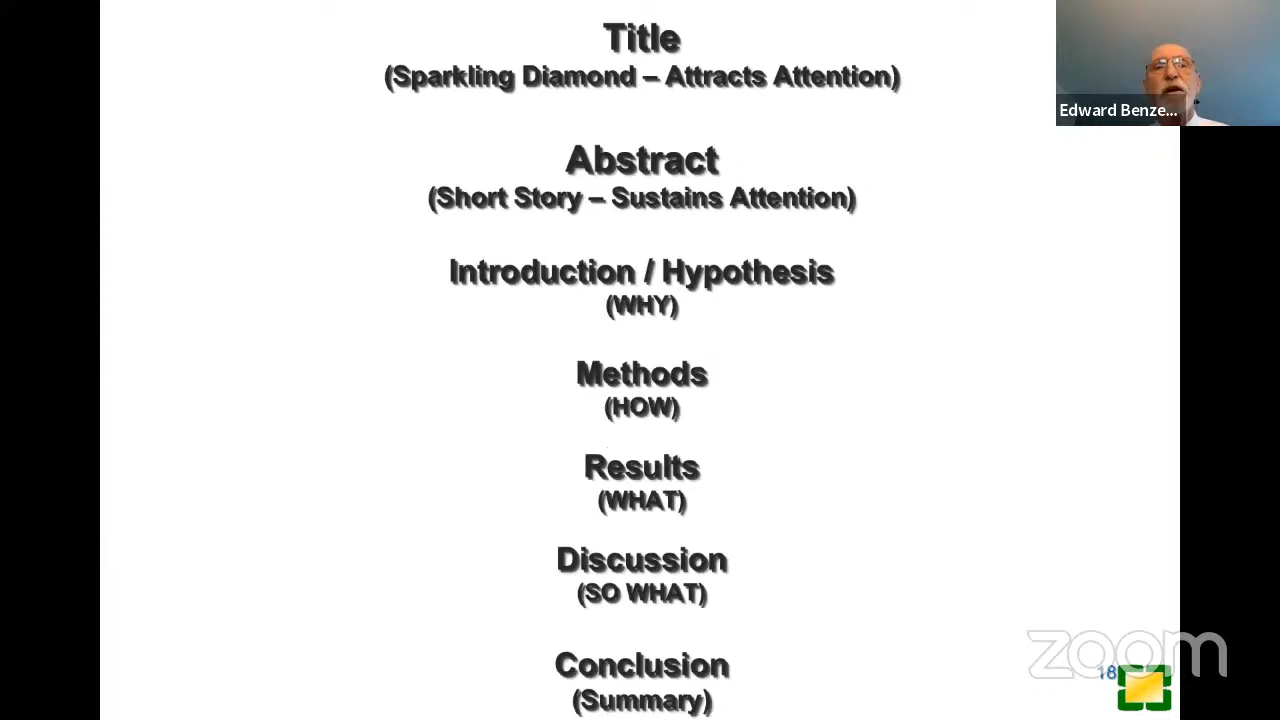 Title
(Sparkling Diamond – Attracts Attention)
Edward Benze...
Abstract
(Short Story – Sustains Attention)
Introduction / Hypothesis
(WHY)
Methods
(HOW)
Results
(WHAT)
Discussion
(SO WHAT)
Conclusion
(Summary)
zoom
18